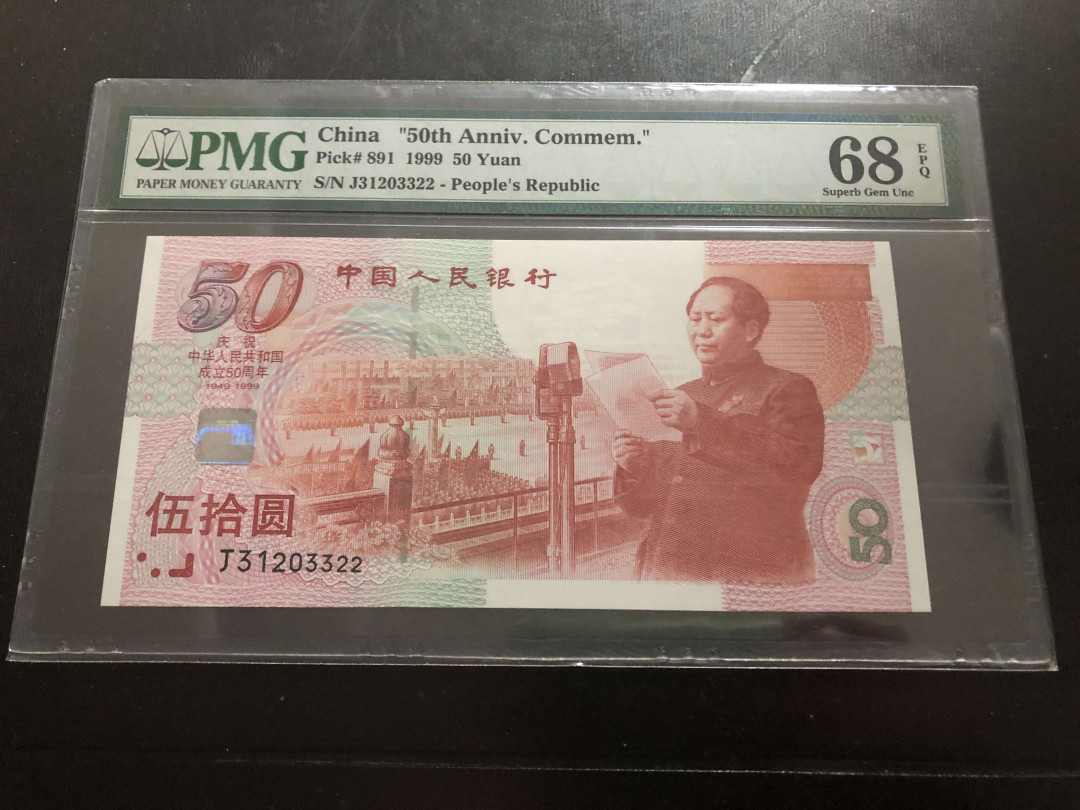 PMG
PAPER MONEY GUARANTY
China "50th Anniv. Commem."
Pick# 891 1999 50 Yuan
S/N J31203322 - People's Republic
68
EPQ
Superb Gem Unc
50
中国人民银行
庆祝
中华人民共和国
成立50周年
1949-1999
伍拾圆
J31203322
50